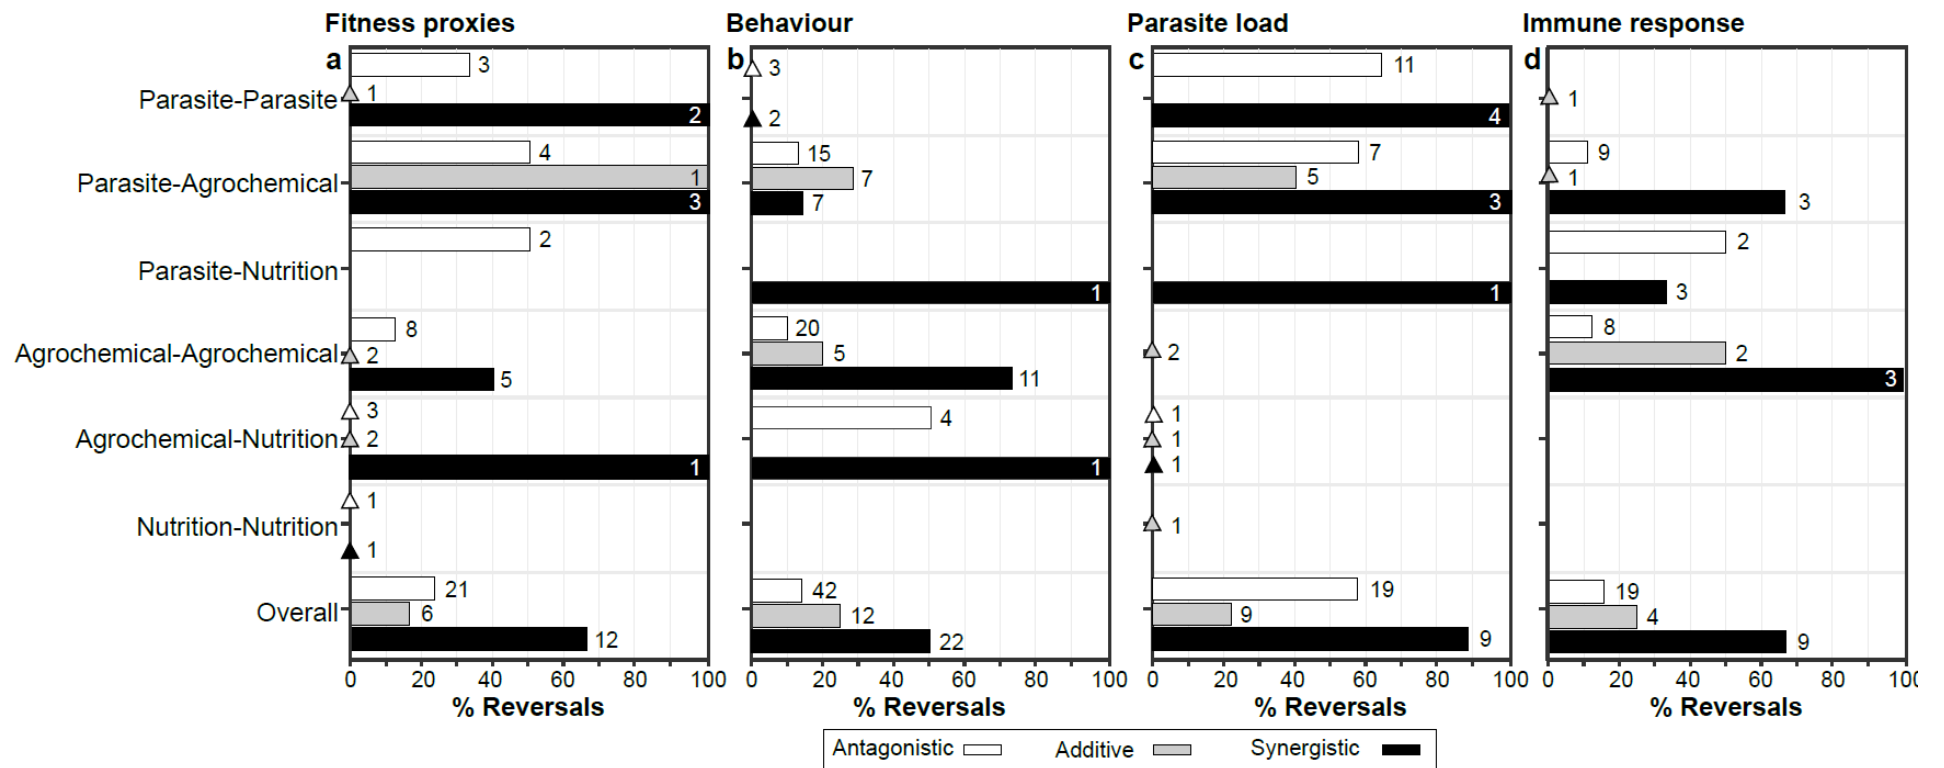 Fitness proxies Behaviour Parasite load Immune response
a b c d
Parasite-Parasite 3 1 2 3 2 11 4 1
Parasite-Agrochemical 4 1 3 15 7 7 7 5 3 9 1 3
Parasite-Nutrition 2 1 1 2 3
Agrochemical-Agrochemical 8 2 5 20 5 11 2 8 2 3
Agrochemical-Nutrition 3 2 1 4 1 1 1 1
Nutrition-Nutrition 1 1 1
Overall 21 6 12 42 12 22 19 9 9 19 4 9
0 20 40 60 80 100 0 20 40 60 80 100 0 20 40 60 80 100 0 20 40 60 80
% Reversals % Reversals % Reversals % Reversals
Antagonistic Additive Synergistic